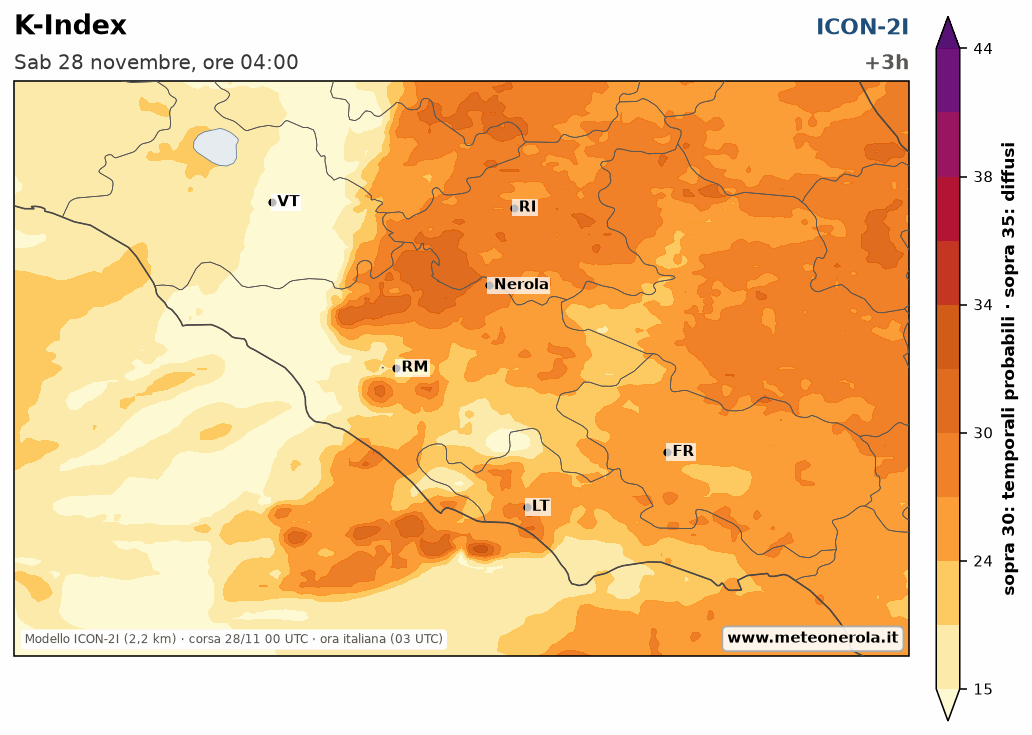 K-Index
ICON-2I
Sab 28 novembre, ore 04:00
+3h
VT
RI
Nerola
RM
FR
LT
Modello ICON-2I (2,2 km) · corsa 28/11 00 UTC · ora italiana (03 UTC)
www.meteonerola.it
44
38
34
30
24
15
sopra 30: temporali probabili · sopra 35: diffusi